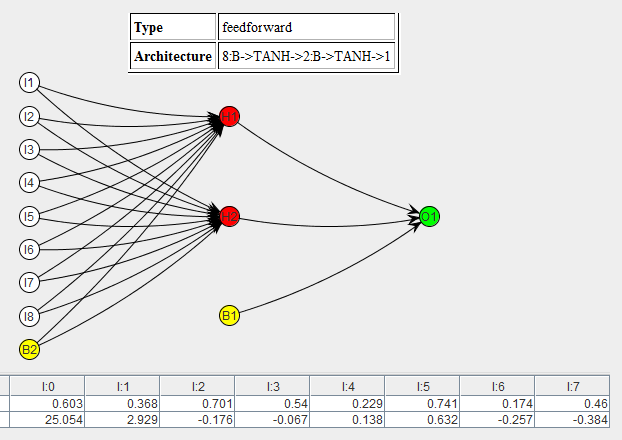 Type feedforward
Architecture 8:B->TANH->2:B->TANH->1
I1
I2
H1
I3
I4
I5
H2
O1
I6
I7
I8
B1
B2
I:0 I:1 I:2 I:3 I:4 I:5 I:6 I:7
0.603 0.368 0.701 0.54 0.229 0.741 0.174 0.46
25.054 2.929 -0.176 -0.067 0.138 0.632 -0.257 -0.384